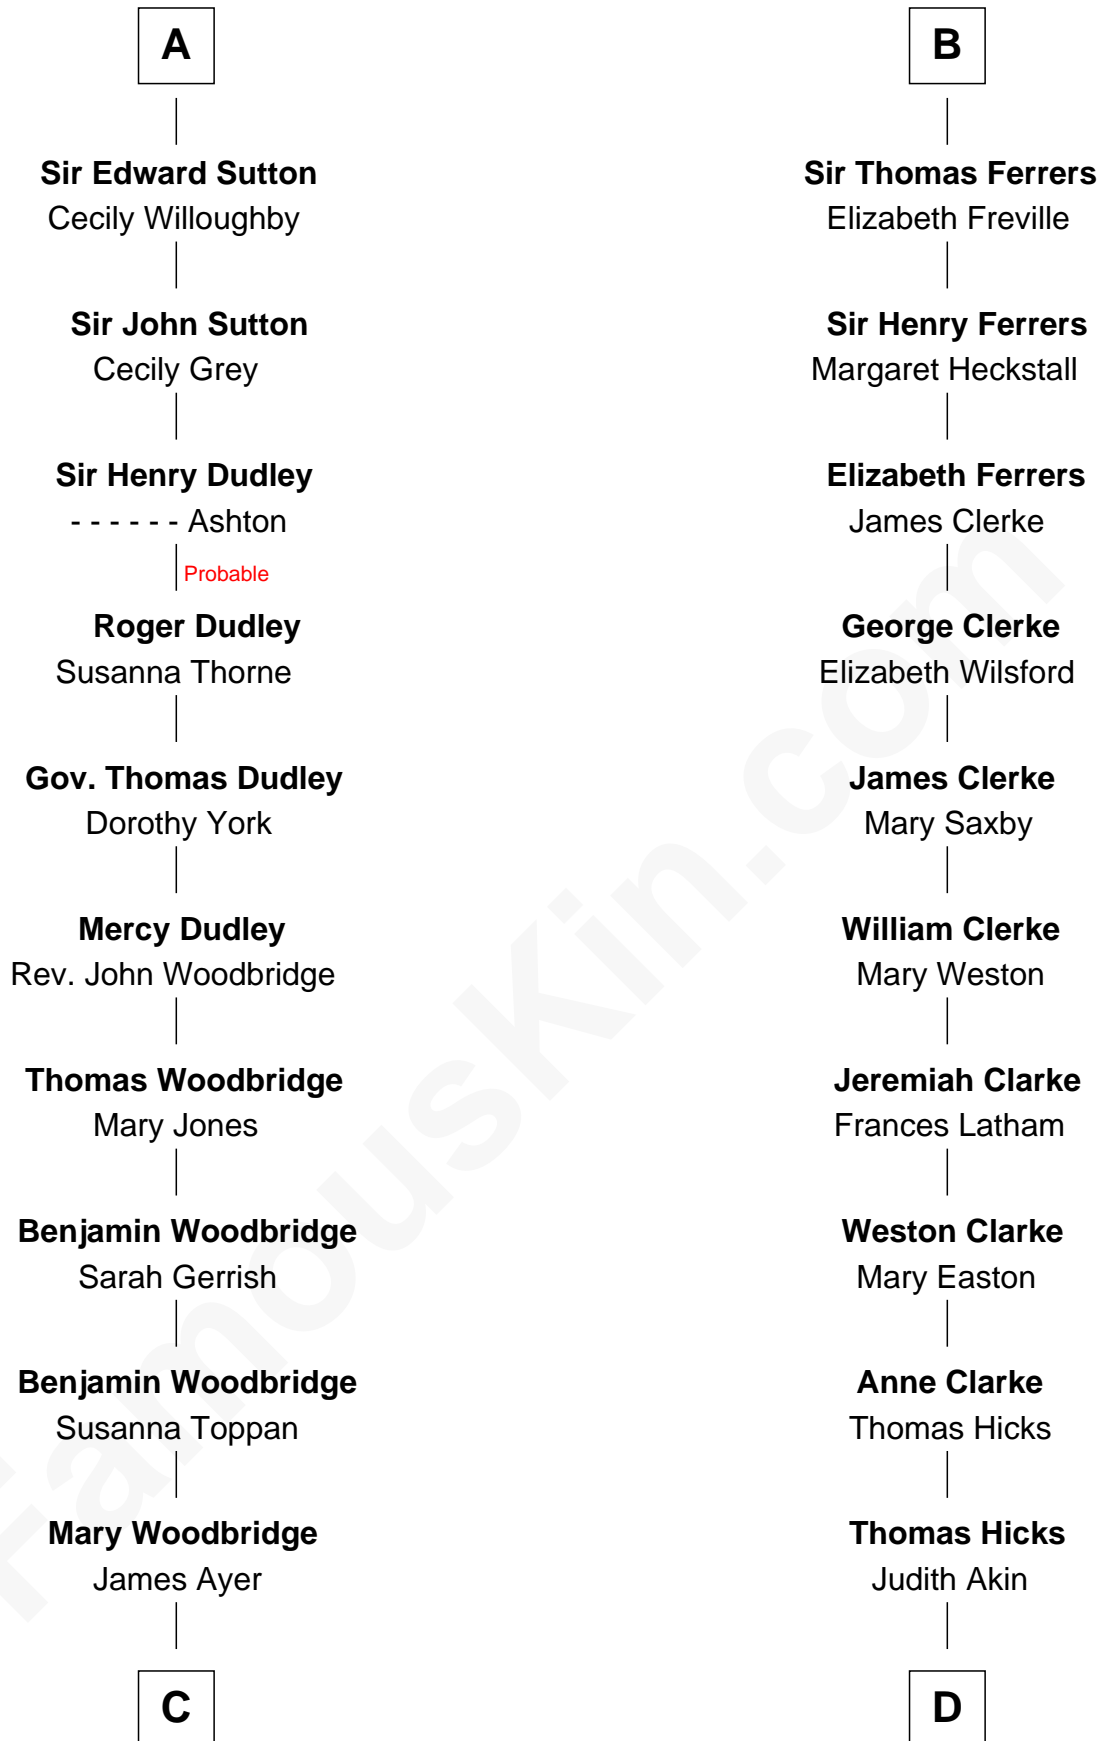 A
Sir Edward Sutton
Cecily Willoughby
Sir John Sutton
Cecily Grey
Sir Henry Dudley
- - - - - - Ashton
Probable
Roger Dudley
Susanna Thorne
Gov. Thomas Dudley
Dorothy York
Mercy Dudley
Rev. John Woodbridge
Thomas Woodbridge
Mary Jones
Benjamin Woodbridge
Sarah Gerrish
Benjamin Woodbridge
Susanna Toppan
Mary Woodbridge
James Ayer
C
B
Sir Thomas Ferrers
Elizabeth Freville
Sir Henry Ferrers
Margaret Heckstall
Elizabeth Ferrers
James Clerke
George Clerke
Elizabeth Wilsford
James Clerke
Mary Saxby
William Clerke
Mary Weston
Jeremiah Clarke
Frances Latham
Weston Clarke
Mary Easton
Anne Clarke
Thomas Hicks
Thomas Hicks
Judith Akin
D
FamousKin.com